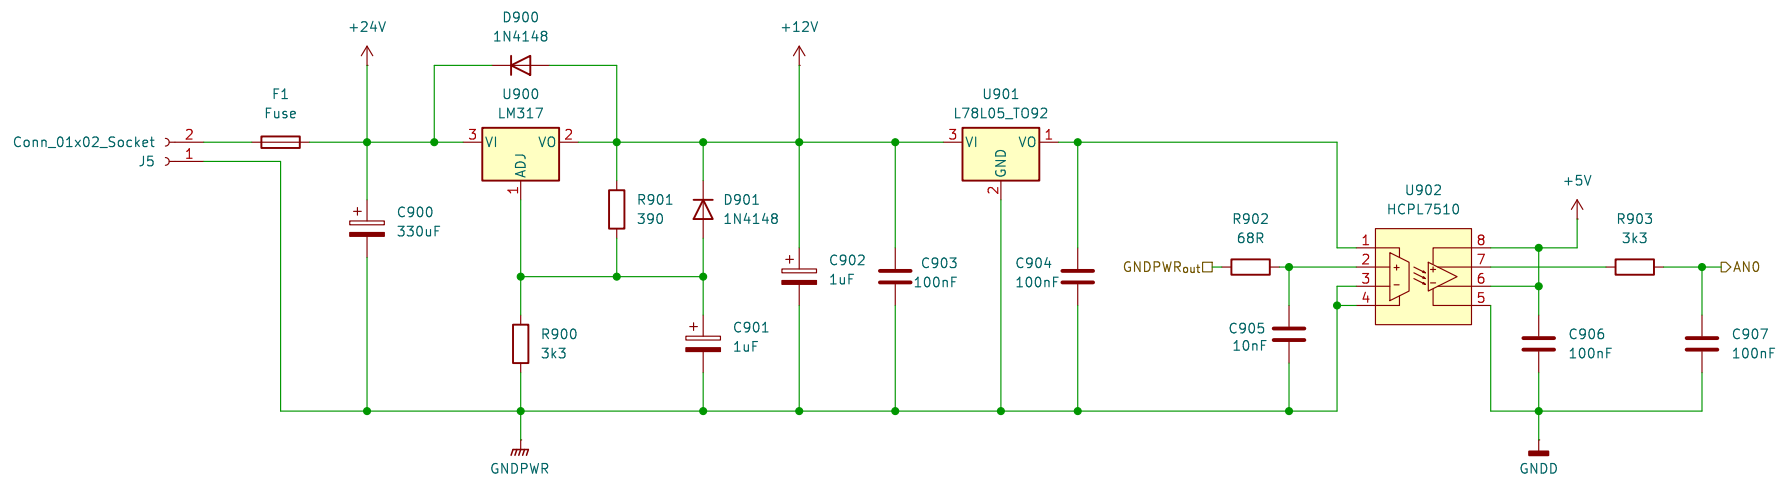 +24V
D900
1N4148
+12V
F1
Fuse
U900
LM317
U901
L78L05_TO92
Conn_01x02_Socket
J5
2
1
3
VI
VO
2
ADJ
1
3
VI
VO
1
GND
2
+
C900
330uF
R901
390
D901
1N4148
+
C902
1uF
C903
100nF
C904
100nF
GNDPWRout
R902
68R
U902
HCPL7510
1
2
3
4
8
7
6
5
+
-
+
-
+5V
R903
3k3
AN0
R900
3k3
+
C901
1uF
C905
10nF
C906
100nF
C907
100nF
GNDPWR
GNDD